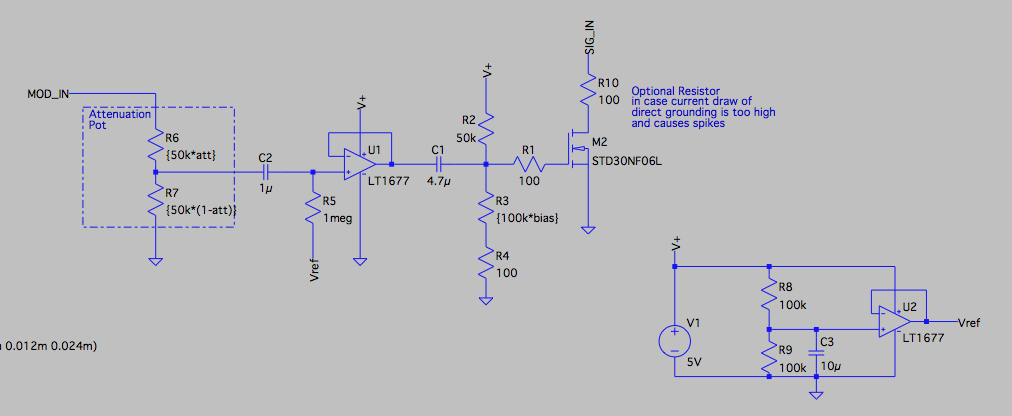 SIG_IN
MOD_IN
Attenuation
Pot
R6
{50k*att}
R7
{50k*(1-att)}
C2
1µ
R5
1meg
Vref
V+
U1
LT1677
C1
4.7µ
V+
R2
50k
R1
100
R3
{100k*bias}
R4
100
R10
100
Optional Resistor
in case current draw of
direct grounding is too high
and causes spikes
M2
STD30NF06L
V+
V1
5V
R8
100k
R9
100k
C3
10µ
U2
LT1677
Vref
0.012m 0.024m)